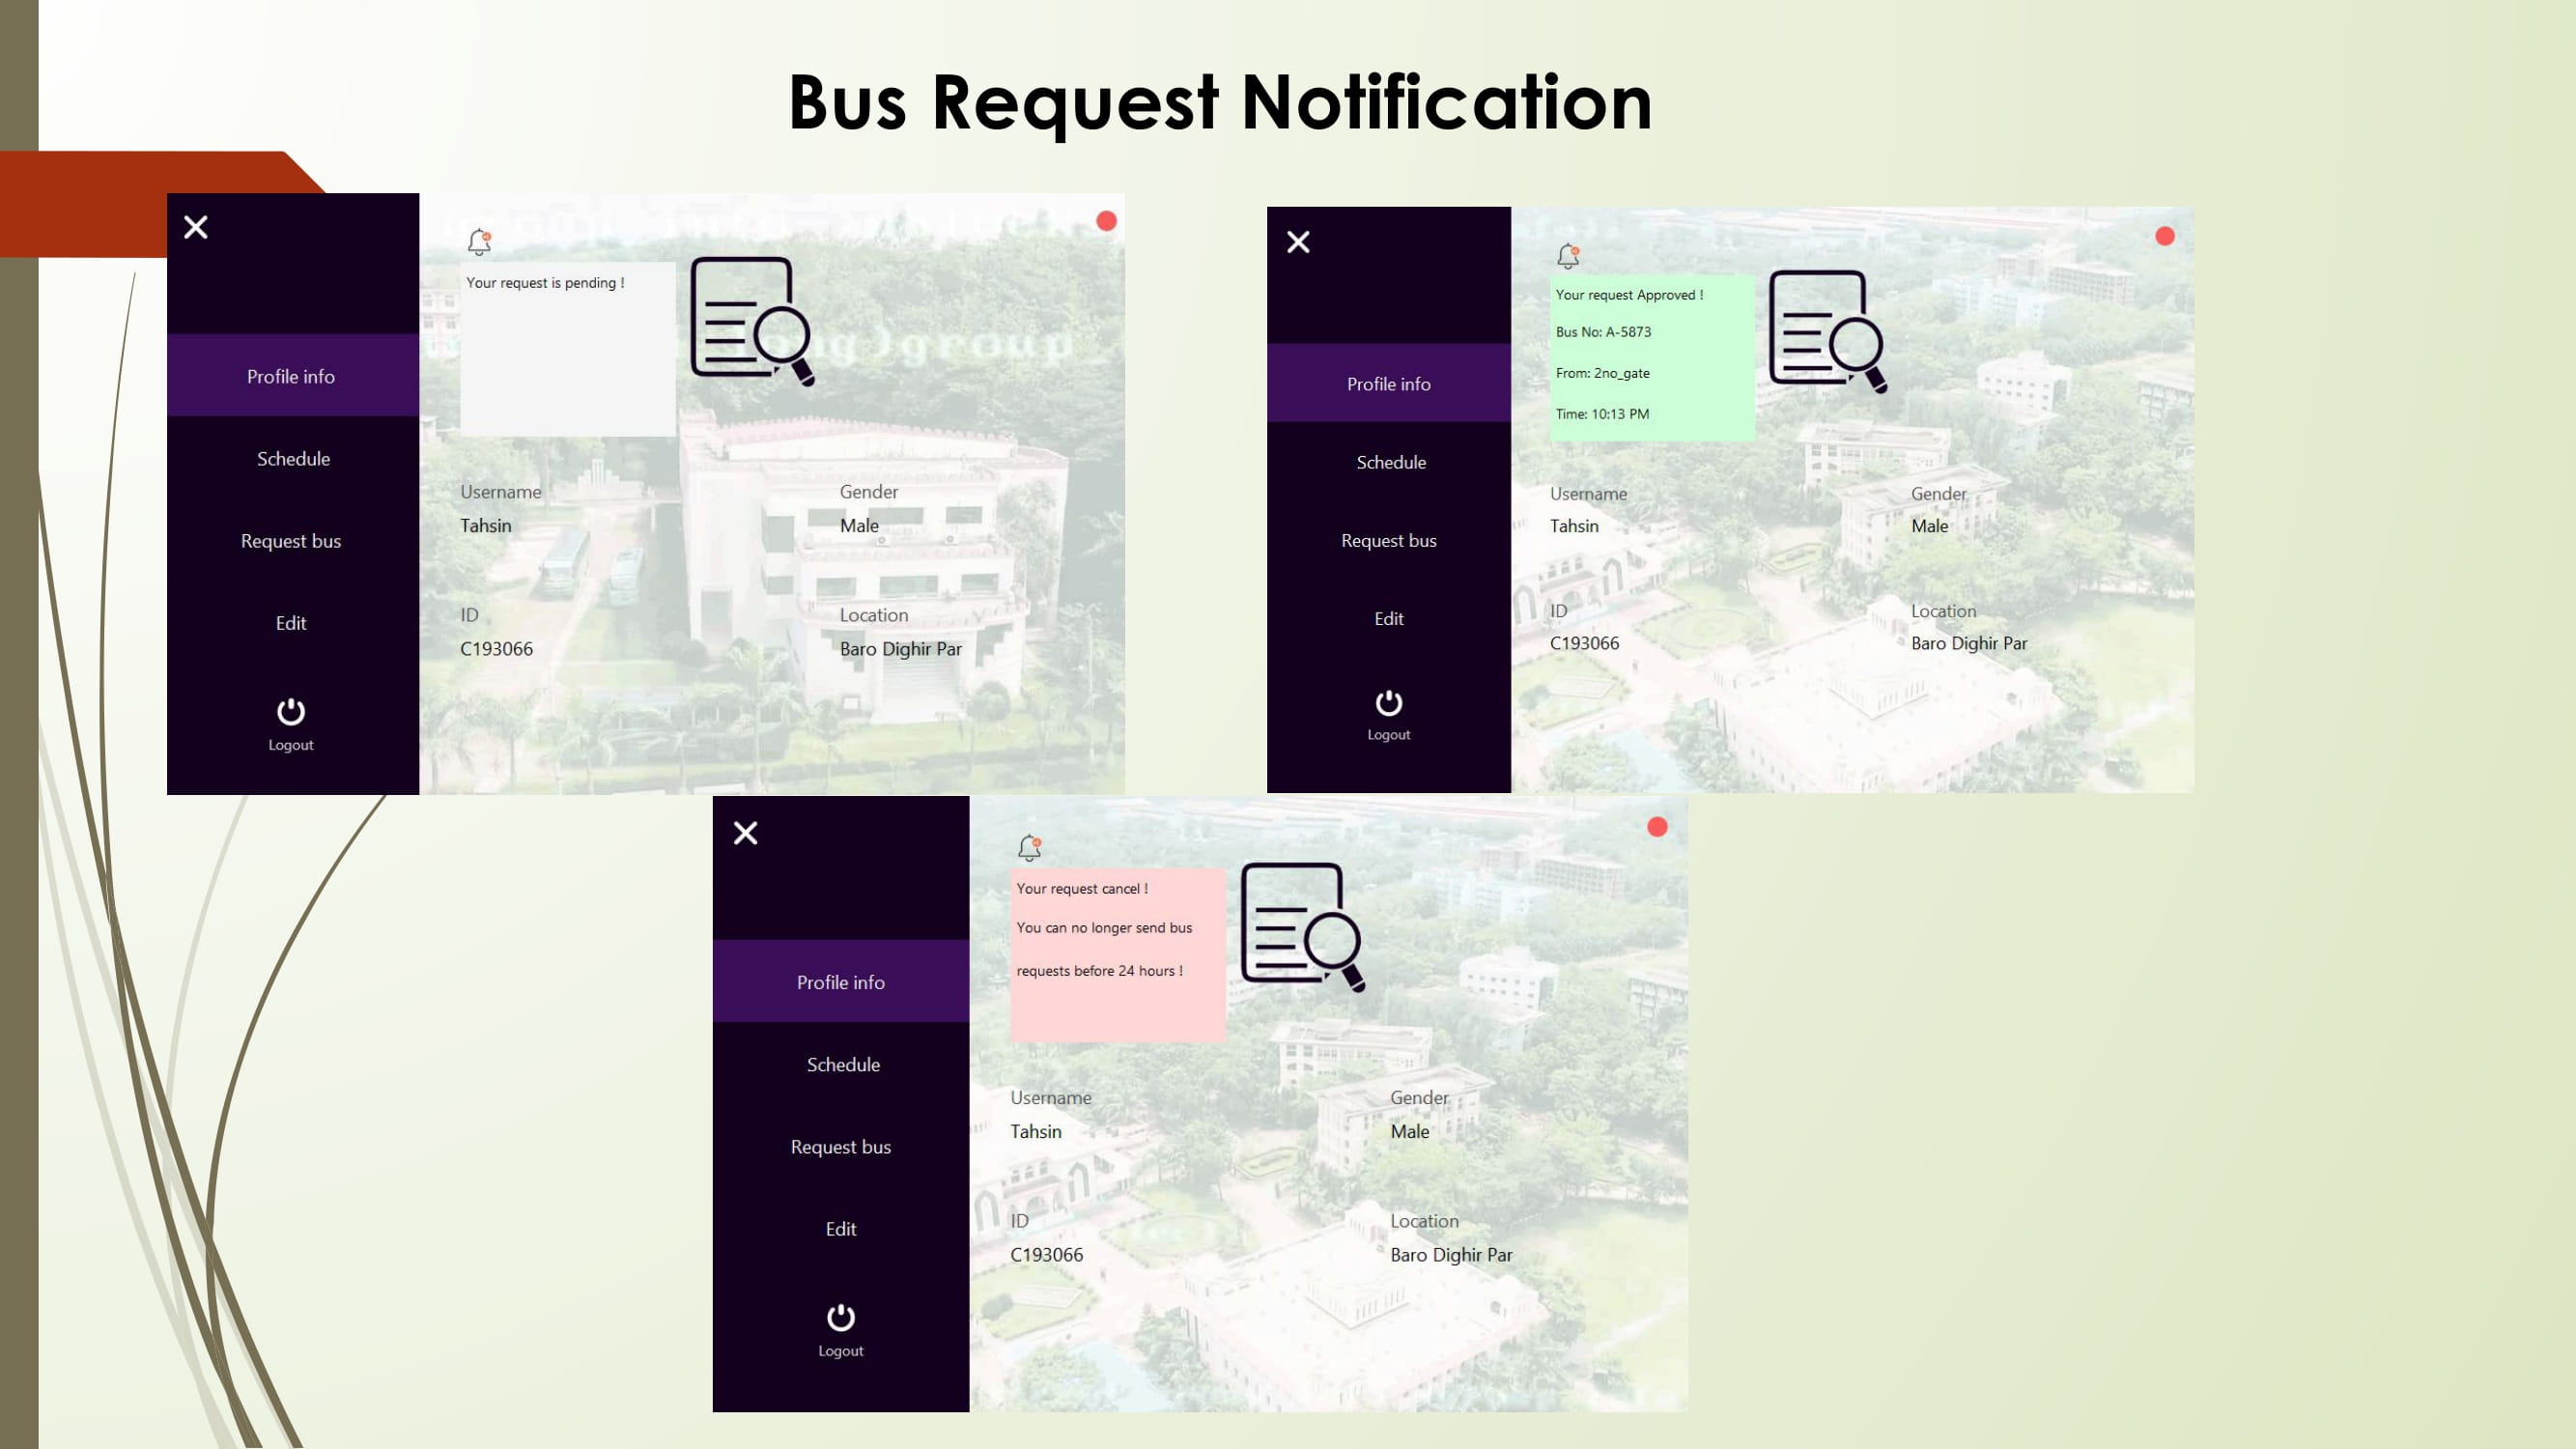 Bus Request Notification
Your request is pending !
Profile info
Schedule
Request bus
Edit
Logout
Username
Tahsin
Gender
Male
ID
C193066
Location
Baro Dighir Par
Your request Approved !
Bus No: A-5873
From: 2no_gate
Time: 10:13 PM
Profile info
Schedule
Request bus
Edit
Logout
Username
Tahsin
Gender
Male
ID
C193066
Location
Baro Dighir Par
Your request cancel !
You can no longer send bus
requests before 24 hours !
Profile info
Schedule
Request bus
Edit
Logout
Username
Tahsin
Gender
Male
ID
C193066
Location
Baro Dighir Par